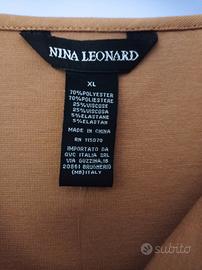 NINA LEONARD
XL
70%POLYESTER
70%POLIESTERE
25%VISCOSE
25%VISCOSA
5%ELASTANE
5%ELASTAN
MADE IN CHINA
RN 115970
IMPORTATO DA
QVC ITALIA SRL
VIA GUZZINA,18
20861 BRUGHERIO
(MB)ITALY
subito